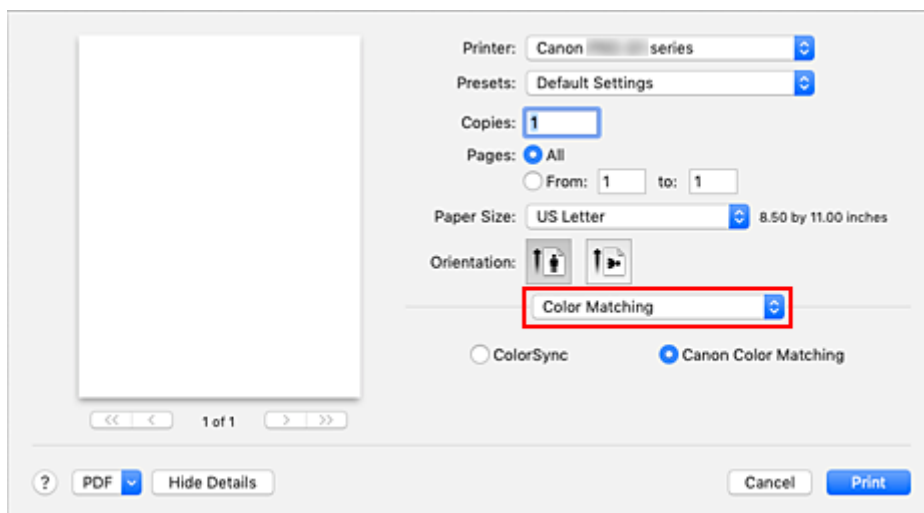 Printer: Canon series
Presets: Default Settings
Copies: 1
Pages: All
From: 1 to: 1
Paper Size: US Letter 8.50 by 11.00 inches
Orientation:
Color Matching
ColorSync Canon Color Matching
<< < 1 of 1 > >>
? PDF Hide Details Cancel Print